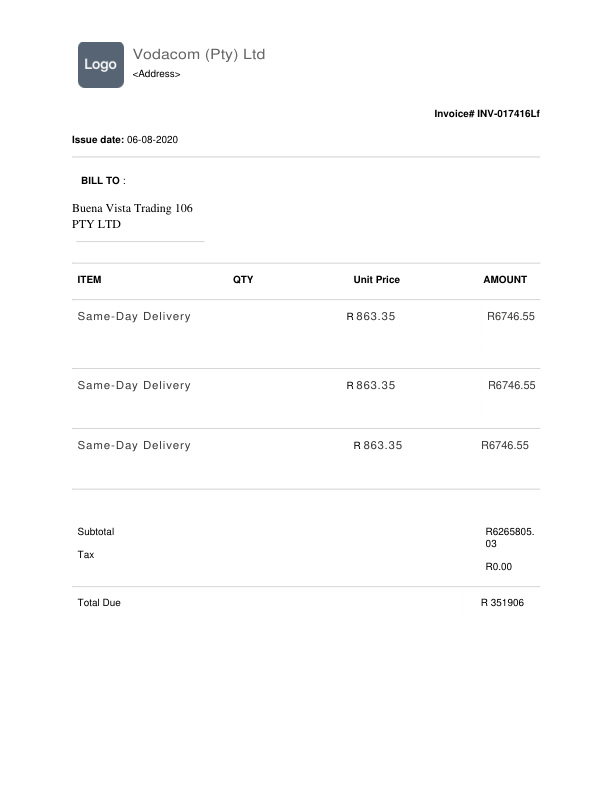 Logo
Vodacom (Pty) Ltd
<Address>
Invoice# INV-017416Lf
Issue date: 06-08-2020
BILL TO :
Buena Vista Trading 106
PTY LTD
ITEM QTY Unit Price AMOUNT
Same-Day Delivery R 863.35 R6746.55
Same-Day Delivery R 863.35 R6746.55
Same-Day Delivery R 863.35 R6746.55
Subtotal R6265805.
03
Tax
R0.00
Total Due R 351906